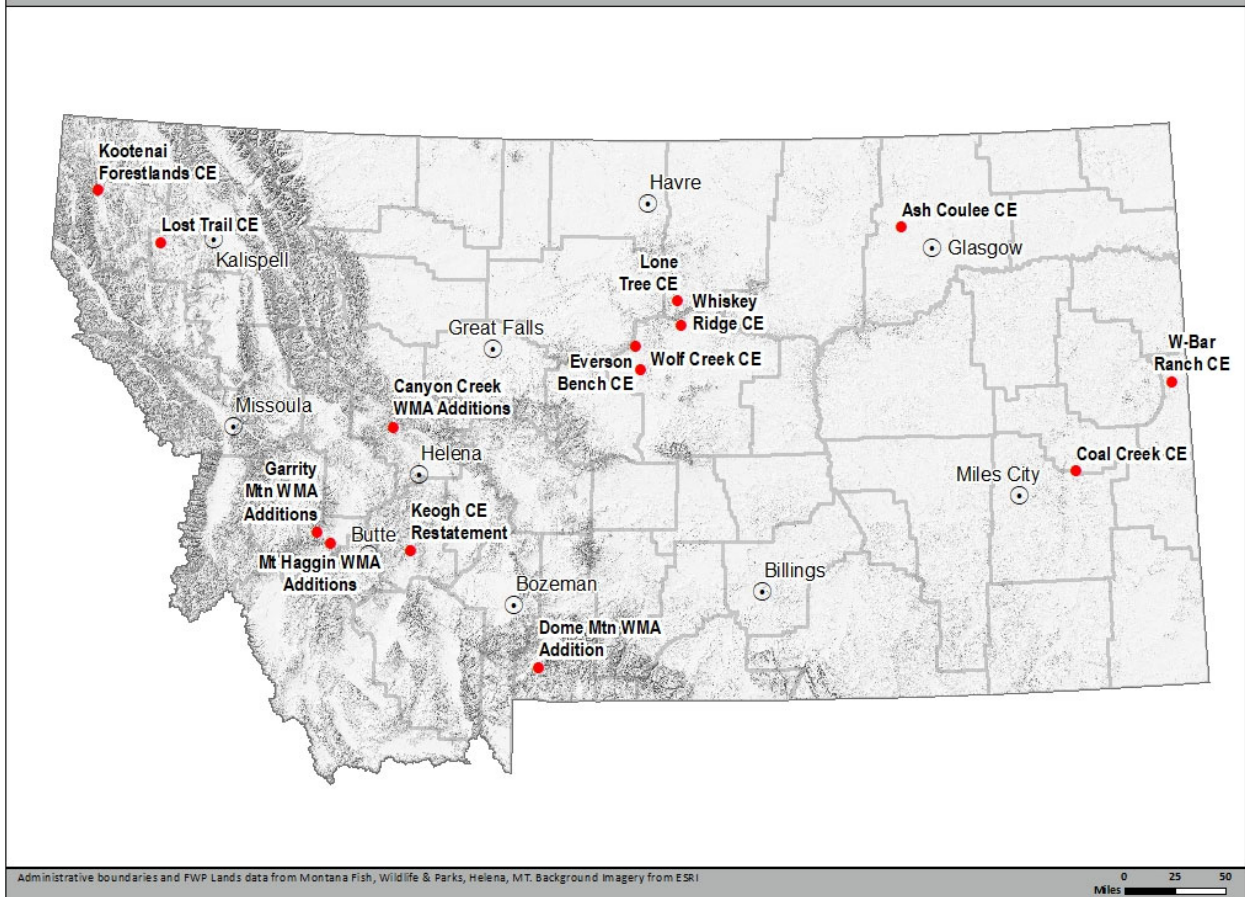 Kootenai
Forestlands CE
Lost Trail CE
Kalispell
Havre
Ash Coulee CE
Glasgow
Lone
Tree CE
Whiskey
Ridge CE
Great Falls
Everson
Bench CE
Wolf Creek CE
W-Bar
Ranch CE
Canyon Creek
WMA Additions
Missoula
Helena
Coal Creek CE
Miles City
Garrity
Mtn WMA
Additions
Butte
Keogh CE
Restatement
Mt Haggin WMA
Additions
Bozeman
Billings
Dome Mtn WMA
Addition
Administrative boundaries and FWP Lands data from Montana Fish, Wildlife & Parks, Helena, MT. Background Imagery from ESRI
0 25 50
Miles